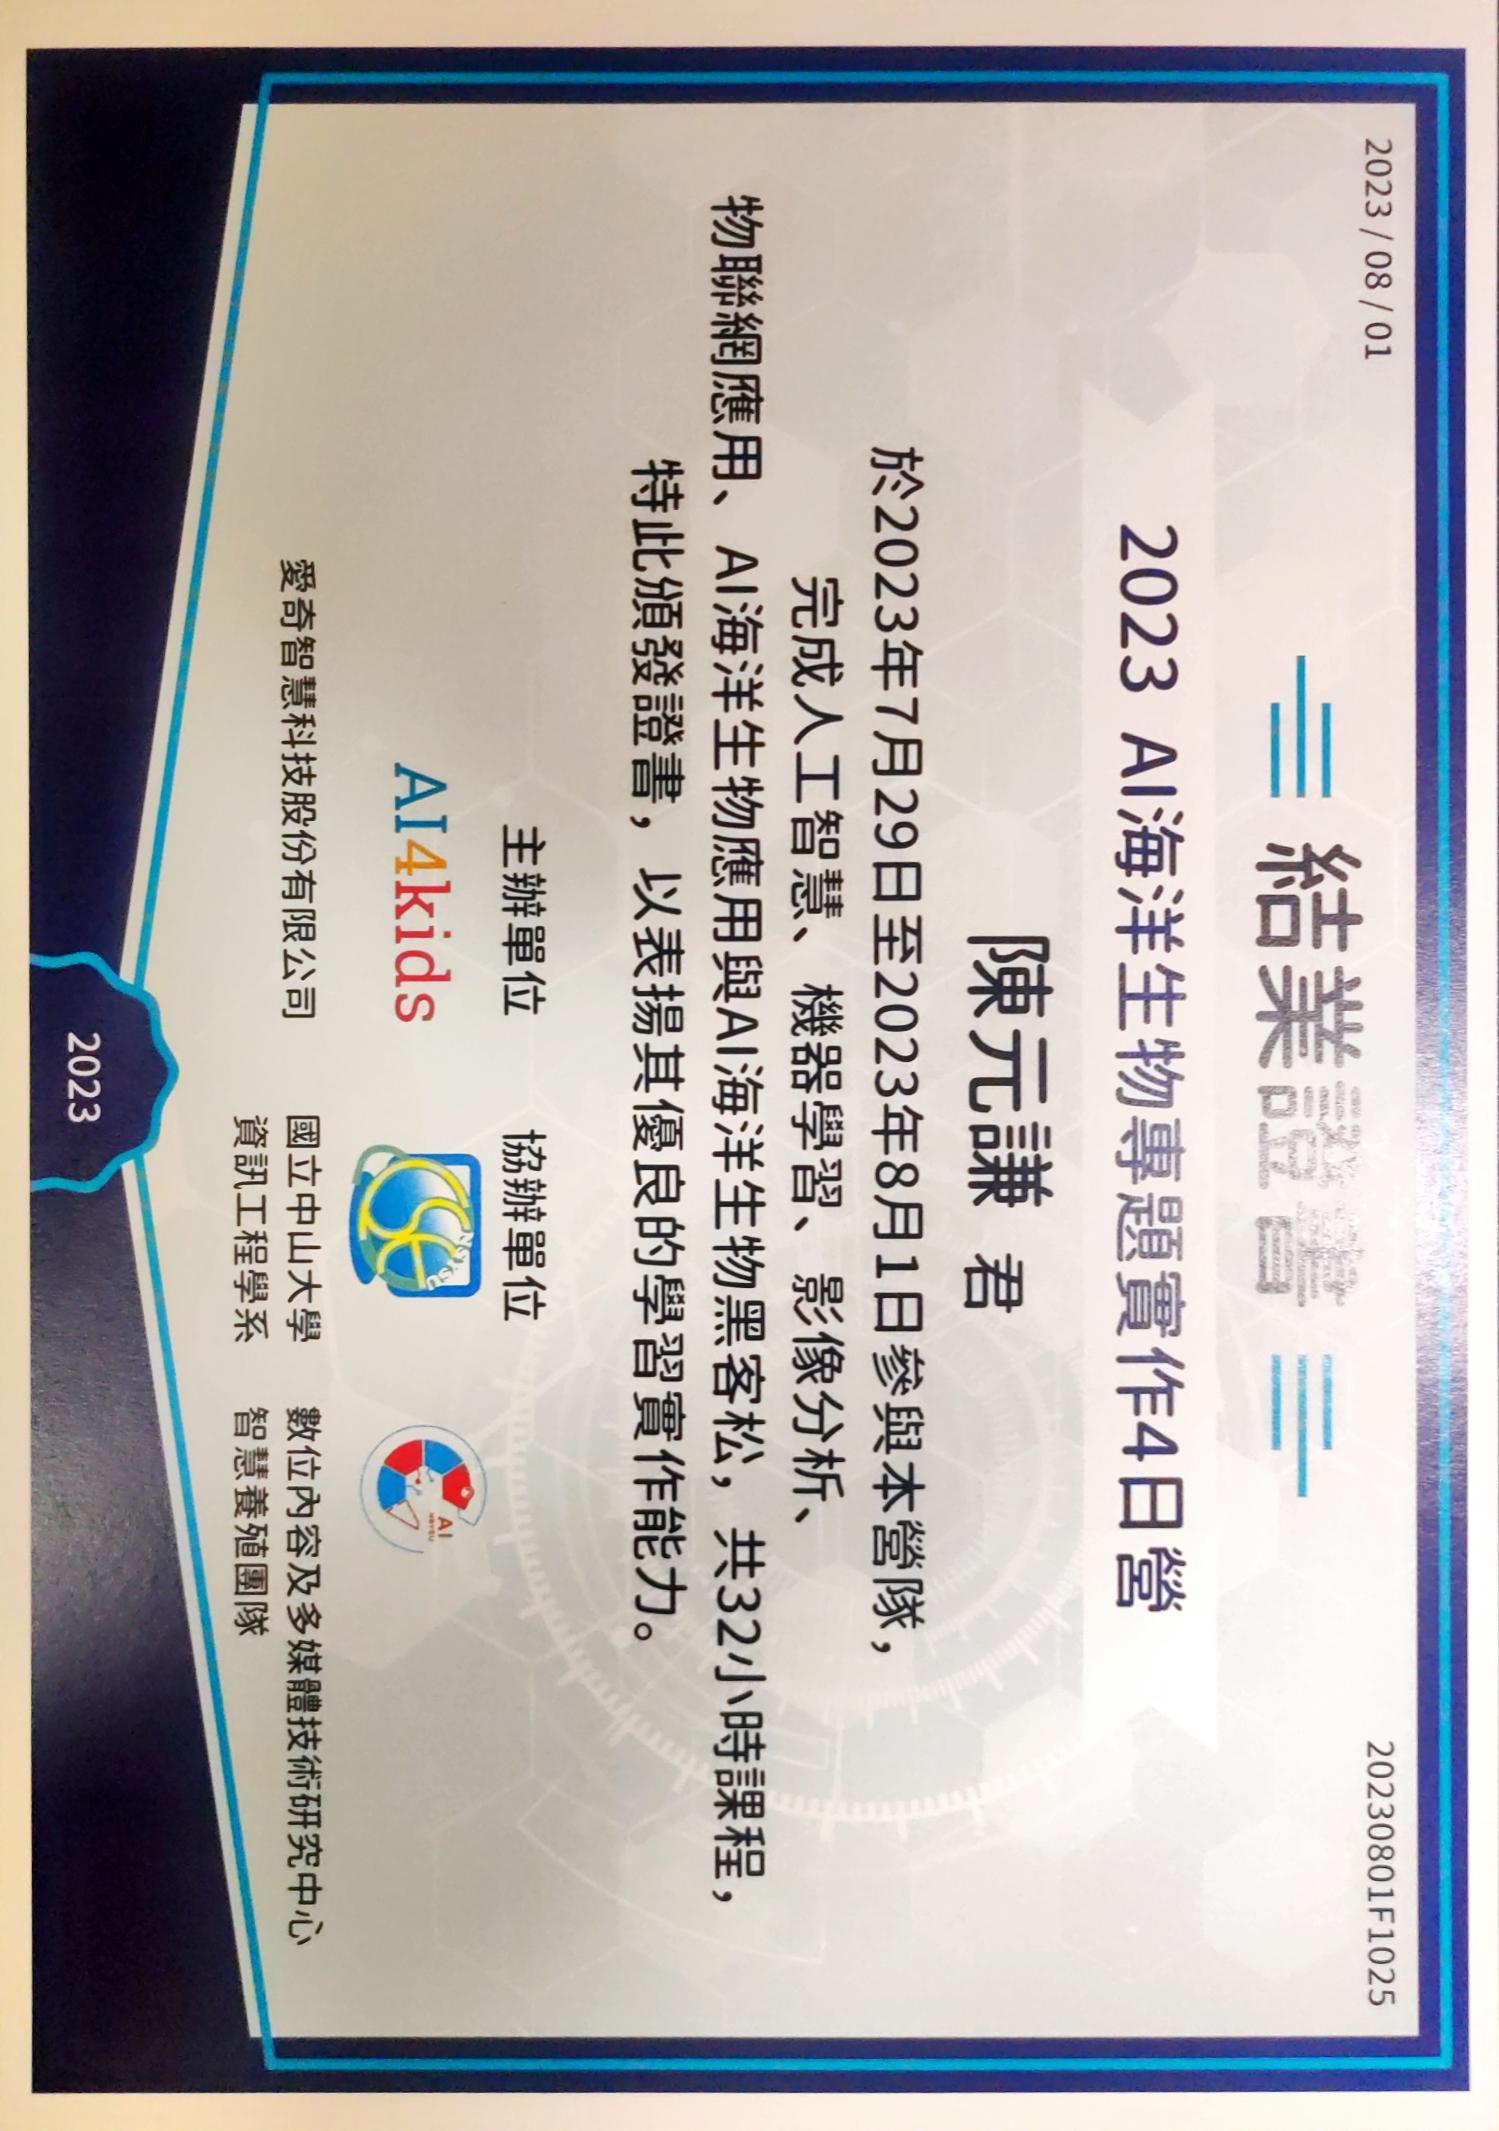 2023 / 08 / 01
20230801F1025
結業證書
2023 AI海洋生物專題實作4日營
陳元謙 君
於2023年7月29日至2023年8月1日參與本營隊，
完成人工智慧、機器學習、影像分析、
物聯網應用、AI海洋生物應用與AI海洋生物黑客松，共32小時課程，
特此頒發證書，以表揚其優良的學習實作能力。
主辦單位
協辦單位
AI4kids
NSYSU
CSE
AI
NSYSU
愛奇智慧科技股份有限公司
國立中山大學
資訊工程學系
數位內容及多媒體技術研究中心
智慧養殖團隊
2023